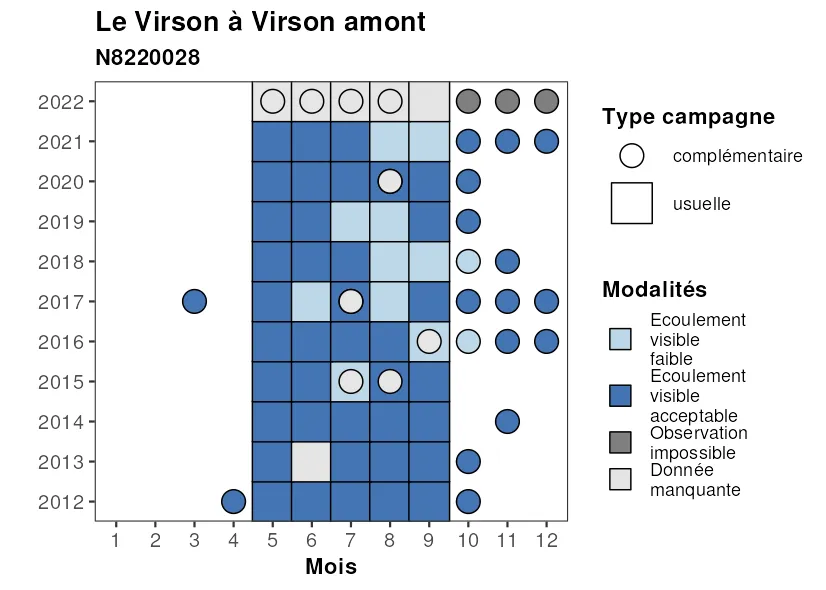 Le Virson à Virson amont
N8220028
2022
2021
2020
2019
2018
2017
2016
2015
2014
2013
2012
1 2 3 4 5 6 7 8 9 10 11 12
Mois
Type campagne
complémentaire
usuelle
Modalités
Ecoulement
visible
faible
Ecoulement
visible
acceptable
Observation
impossible
Donnée
manquante